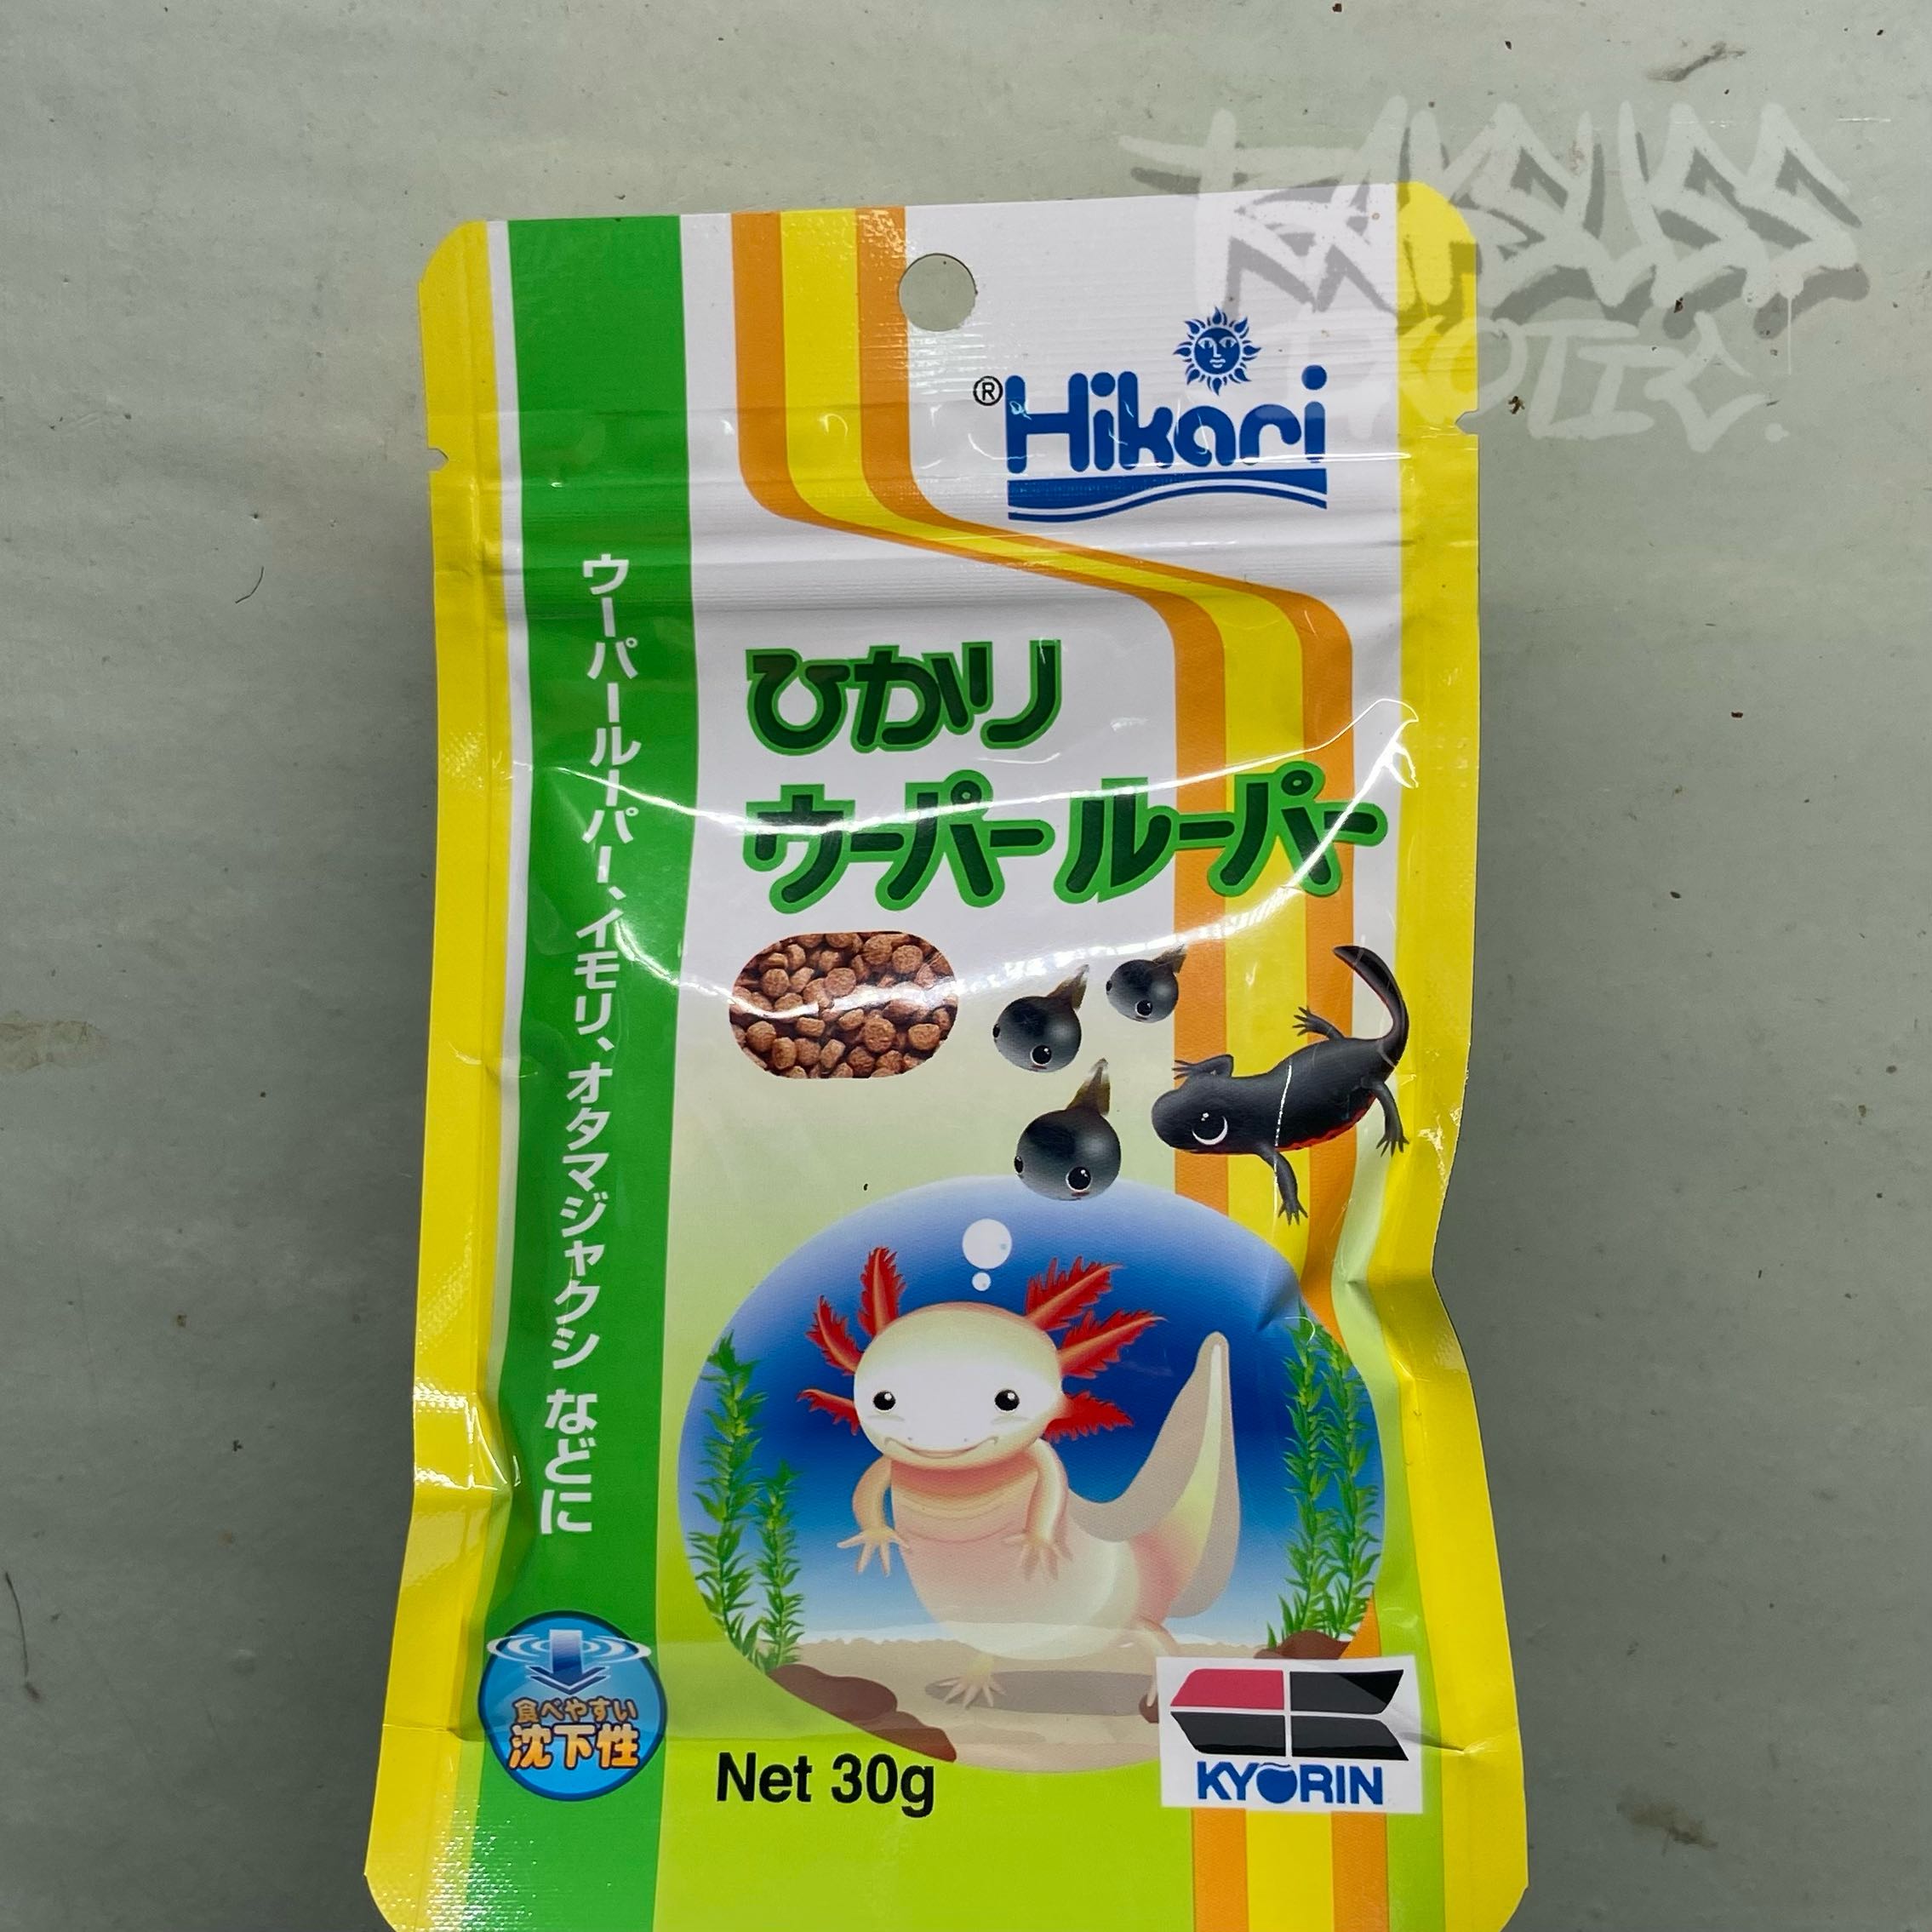 RAKSUSS
EXOTIC.
® Hikari
ひかり
ウーパールーパー
ウーパールーパー、イモリ、オタマジャクシ などに
食べやすい
沈下性
Net 30g
KYORIN